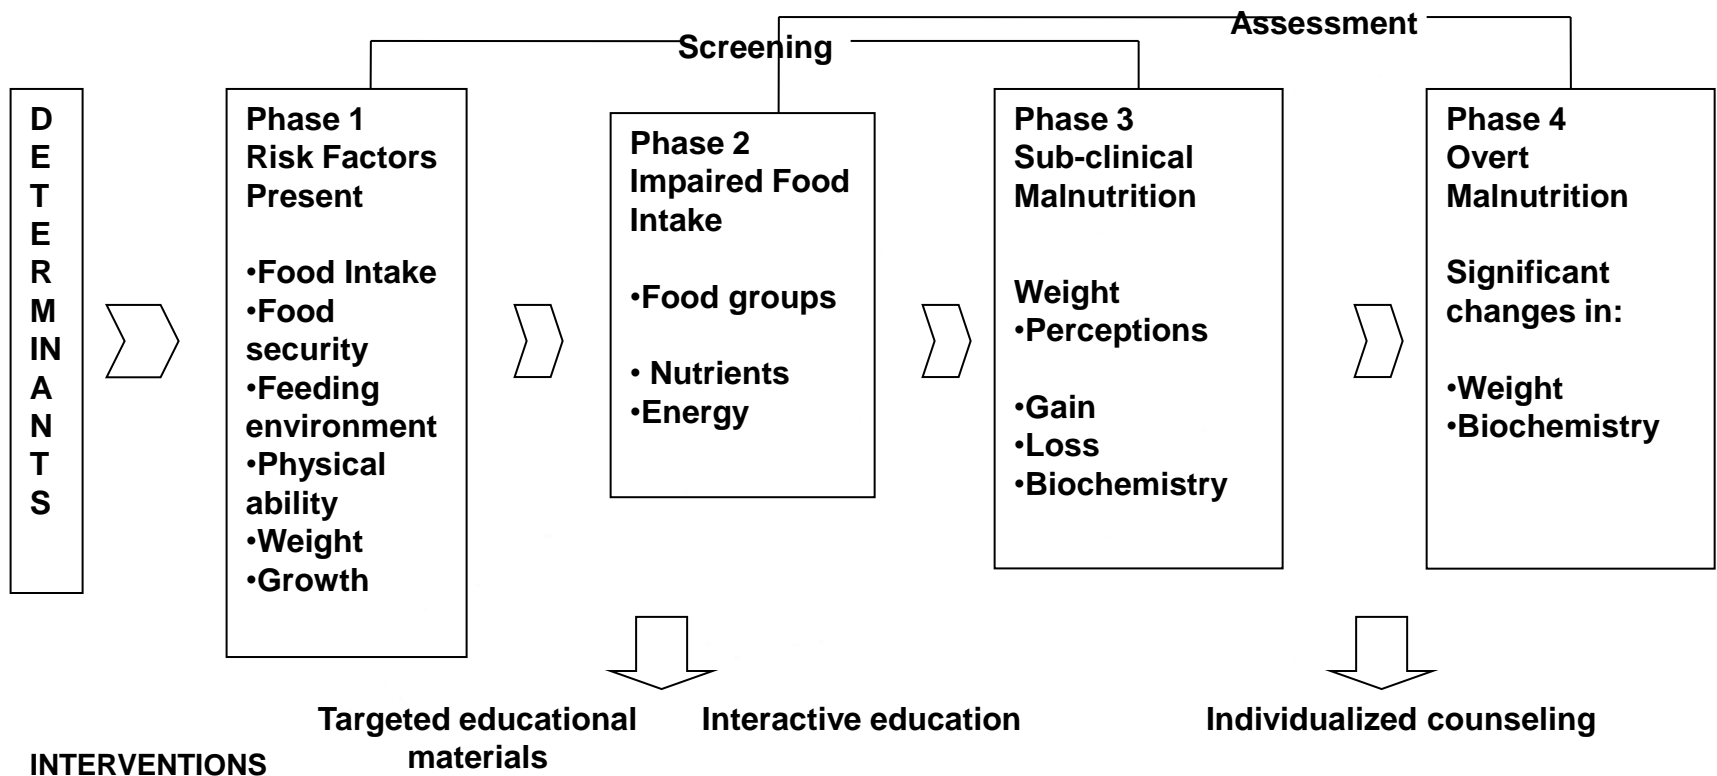 Assessment
Screening
D
E
T
E
R
M
IN
A
N
T
S
Phase 1
Risk Factors
Present
•Food Intake
•Food
security
•Feeding
environment
•Physical
ability
•Weight
•Growth
Phase 2
Impaired Food
Intake
•Food groups
• Nutrients
•Energy
Phase 3
Sub-clinical
Malnutrition
Weight
•Perceptions
•Gain
•Loss
•Biochemistry
Phase 4
Overt
Malnutrition
Significant
changes in:
•Weight
•Biochemistry
Targeted educational
materials
Interactive education
Individualized counseling
INTERVENTIONS